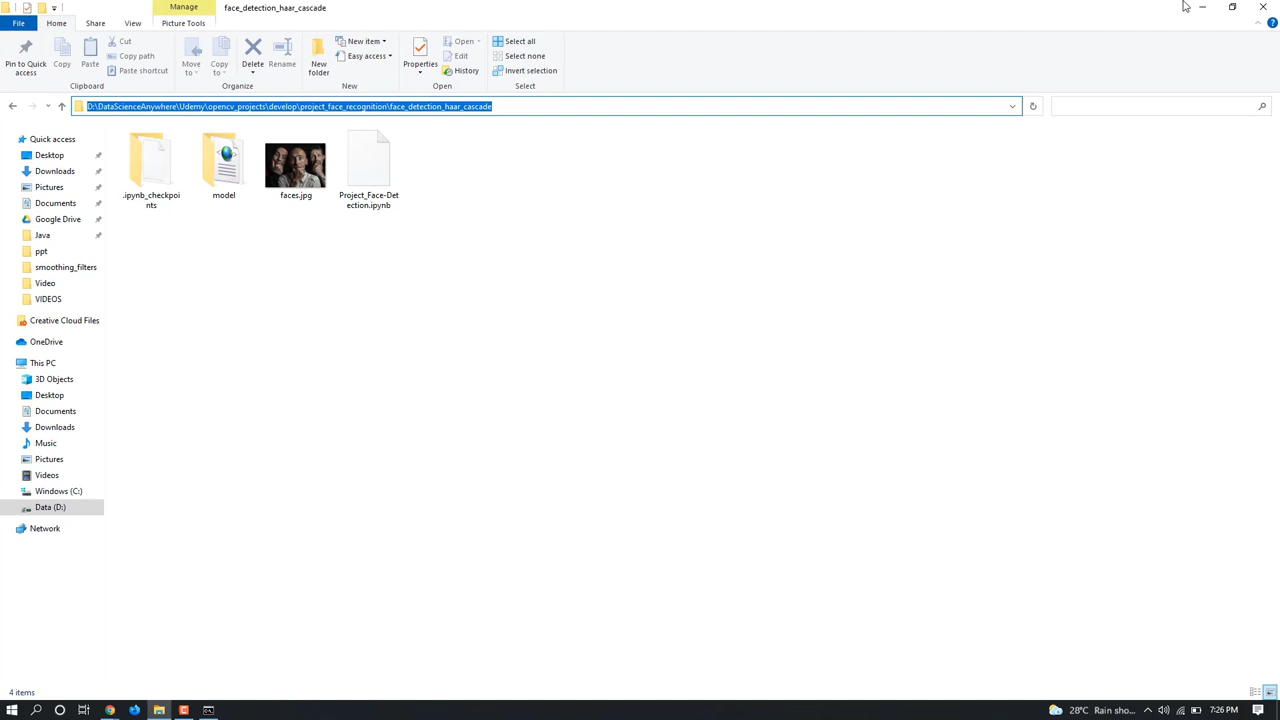 Manage
face_detection_haar_cascade
File
Home
Share
View
Picture Tools
Pin to Quick access
Copy
Paste
Cut
Copy path
Paste shortcut
Clipboard
Move to
Copy to
Delete
Rename
Organize
New folder
New item
Easy access
New
Properties
Open
Edit
History
Open
Select all
Select none
Invert selection
Select
D:\DataScienceAnywhere\Udemy\opencv_projects\develop\project_face_recognition\face_detection_haar_cascade
Quick access
Desktop
Downloads
Pictures
Documents
Google Drive
Java
ppt
smoothing_filters
Video
VIDEOS
Creative Cloud Files
OneDrive
This PC
3D Objects
Desktop
Documents
Downloads
Music
Pictures
Videos
Windows (C:)
Data (D:)
Network
.ipynb_checkpoi
nts
model
faces.jpg
Project_Face-Det
ection.ipynb
4 items
28°C Rain sho...
7:26 PM